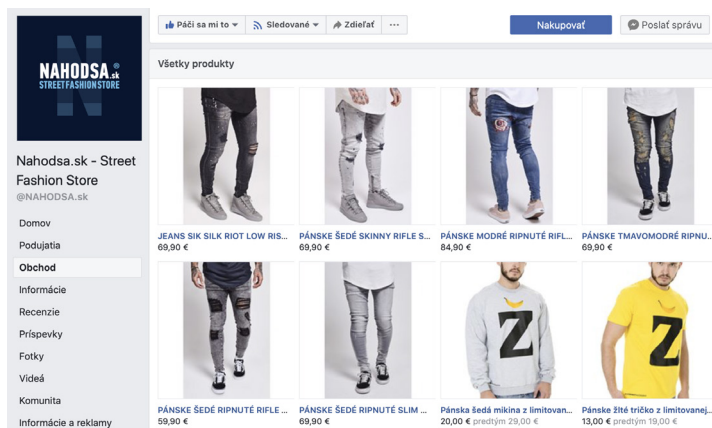 NAHODSA.sk®
STREETFASHIONSTORE
Nahodsa.sk - Street
Fashion Store
@NAHODSA.sk
Domov
Podujatia
Obchod
Informácie
Recenzie
Príspevky
Fotky
Videá
Komunita
Informácie a reklamy
Páči sa mi to
Sledované
Zdieľať
...
Nakupovať
Poslať správu
Všetky produkty
JEANS SIK SILK RIOT LOW RIS...
69,90 €
PÁNSKE ŠEDÉ SKINNY RIFLE S...
69,90 €
PÁNSKE MODRÉ RIPNUTÉ RIFL...
84,90 €
PÁNSKE TMAVOMODRÉ RIPNU...
69,90 €
PÁNSKE ŠEDÉ RIPNUTÉ RIFLE ...
59,90 €
PÁNSKE ŠEDÉ RIPNUTÉ SLIM ...
69,90 €
Z
Pánska šedá mikina z limitovan...
20,00 € predtým 29,00 €
Z
Pánske žlté tričko z limitovanej...
13,00 € predtým 19,00 €